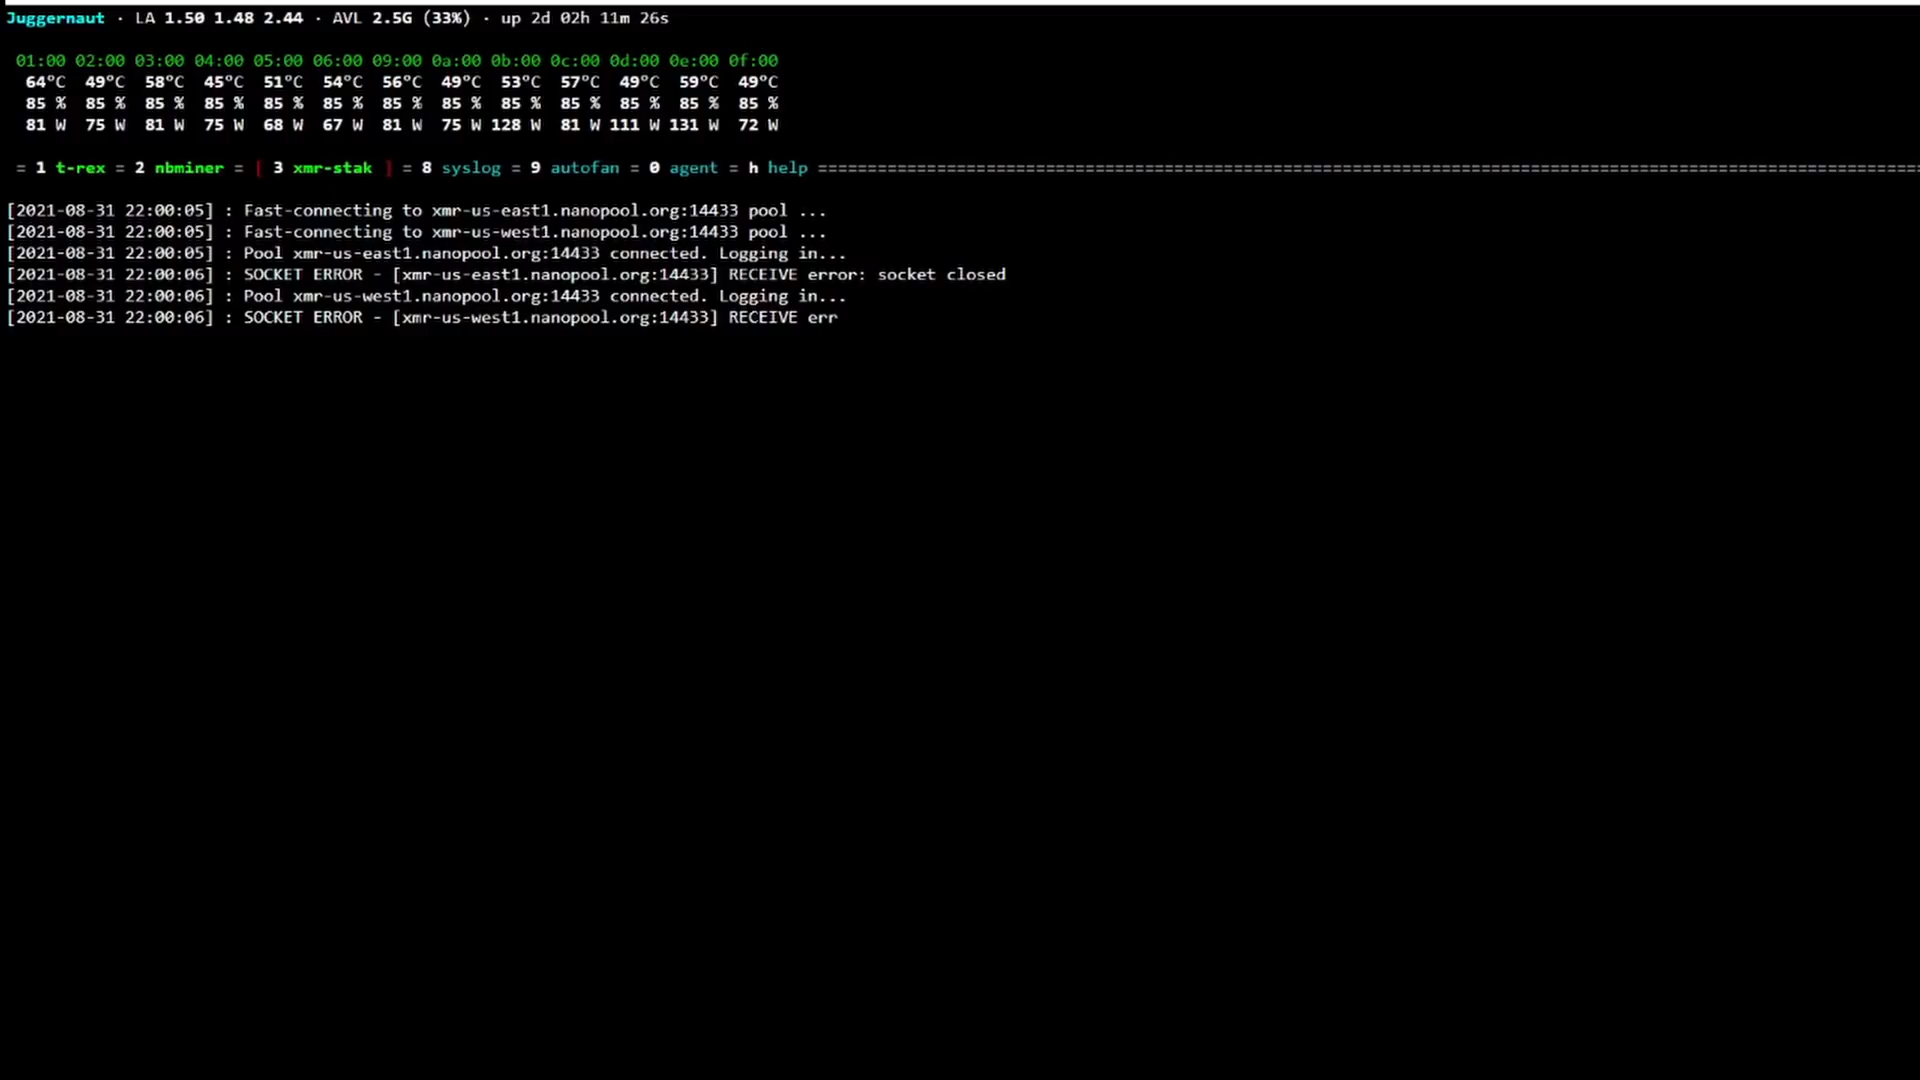 Juggernaut · LA 1.50 1.48 2.44 · AVL 2.5G (33%) · up 2d 02h 11m 26s
01:00 02:00 03:00 04:00 05:00 06:00 09:00 0a:00 0b:00 0c:00 0d:00 0e:00 0f:00
64°C 49°C 58°C 45°C 51°C 54°C 56°C 49°C 53°C 57°C 49°C 59°C 49°C
85 % 85 % 85 % 85 % 85 % 85 % 85 % 85 % 85 % 85 % 85 % 85 % 85 %
81 W 75 W 81 W 75 W 68 W 67 W 81 W 75 W 128 W 81 W 111 W 131 W 72 W
= 1 t-rex = 2 nbminer = [ 3 xmr-stak ] = 8 syslog = 9 autofan = 0 agent = h help ================================================================================================================
[2021-08-31 22:00:05] : Fast-connecting to xmr-us-east1.nanopool.org:14433 pool ...
[2021-08-31 22:00:05] : Fast-connecting to xmr-us-west1.nanopool.org:14433 pool ...
[2021-08-31 22:00:05] : Pool xmr-us-east1.nanopool.org:14433 connected. Logging in...
[2021-08-31 22:00:06] : SOCKET ERROR - [xmr-us-east1.nanopool.org:14433] RECEIVE error: socket closed
[2021-08-31 22:00:06] : Pool xmr-us-west1.nanopool.org:14433 connected. Logging in...
[2021-08-31 22:00:06] : SOCKET ERROR - [xmr-us-west1.nanopool.org:14433] RECEIVE err